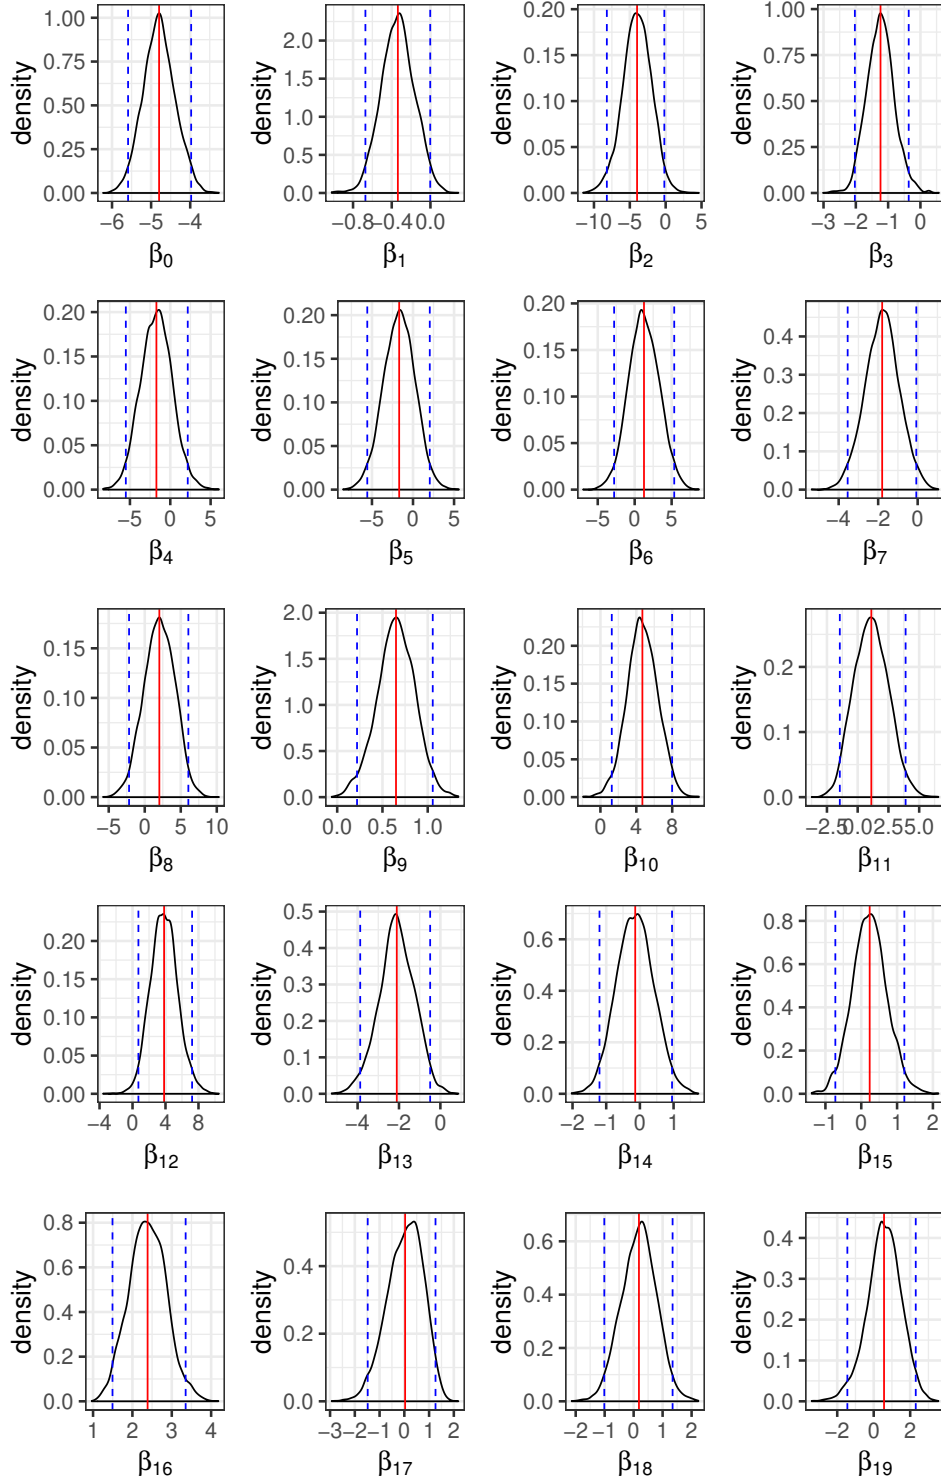 density
1.00
0.75
0.50
0.25
0.00
−6 −5 −4
β0
density
2.0
1.5
1.0
0.5
0.0
−0.8−0.4 0.0
β1
density
0.20
0.15
0.10
0.05
0.00
−10 −5 0 5
β2
density
1.00
0.75
0.50
0.25
0.00
−3 −2 −1 0
β3
density
0.20
0.15
0.10
0.05
0.00
−5 0 5
β4
density
0.20
0.15
0.10
0.05
0.00
−5 0 5
β5
density
0.20
0.15
0.10
0.05
0.00
−5 0 5
β6
density
0.4
0.3
0.2
0.1
0.0
−4 −2 0
β7
density
0.15
0.10
0.05
0.00
−5 0 5 10
β8
density
2.0
1.5
1.0
0.5
0.0
0.0 0.5 1.0
β9
density
0.20
0.15
0.10
0.05
0.00
0 4 8
β10
density
0.2
0.1
0.0
−2.50.02.55.0
β11
density
0.20
0.15
0.10
0.05
0.00
−4 0 4 8
β12
density
0.5
0.4
0.3
0.2
0.1
0.0
−4 −2 0
β13
density
0.6
0.4
0.2
0.0
−2 −1 0 1
β14
density
0.8
0.6
0.4
0.2
0.0
−1 0 1 2
β15
density
0.8
0.6
0.4
0.2
0.0
1 2 3 4
β16
density
0.4
0.2
0.0
−3−2−1 0 1 2
β17
density
0.6
0.4
0.2
0.0
−2 −1 0 1 2
β18
density
0.4
0.3
0.2
0.1
0.0
−2 0 2
β19